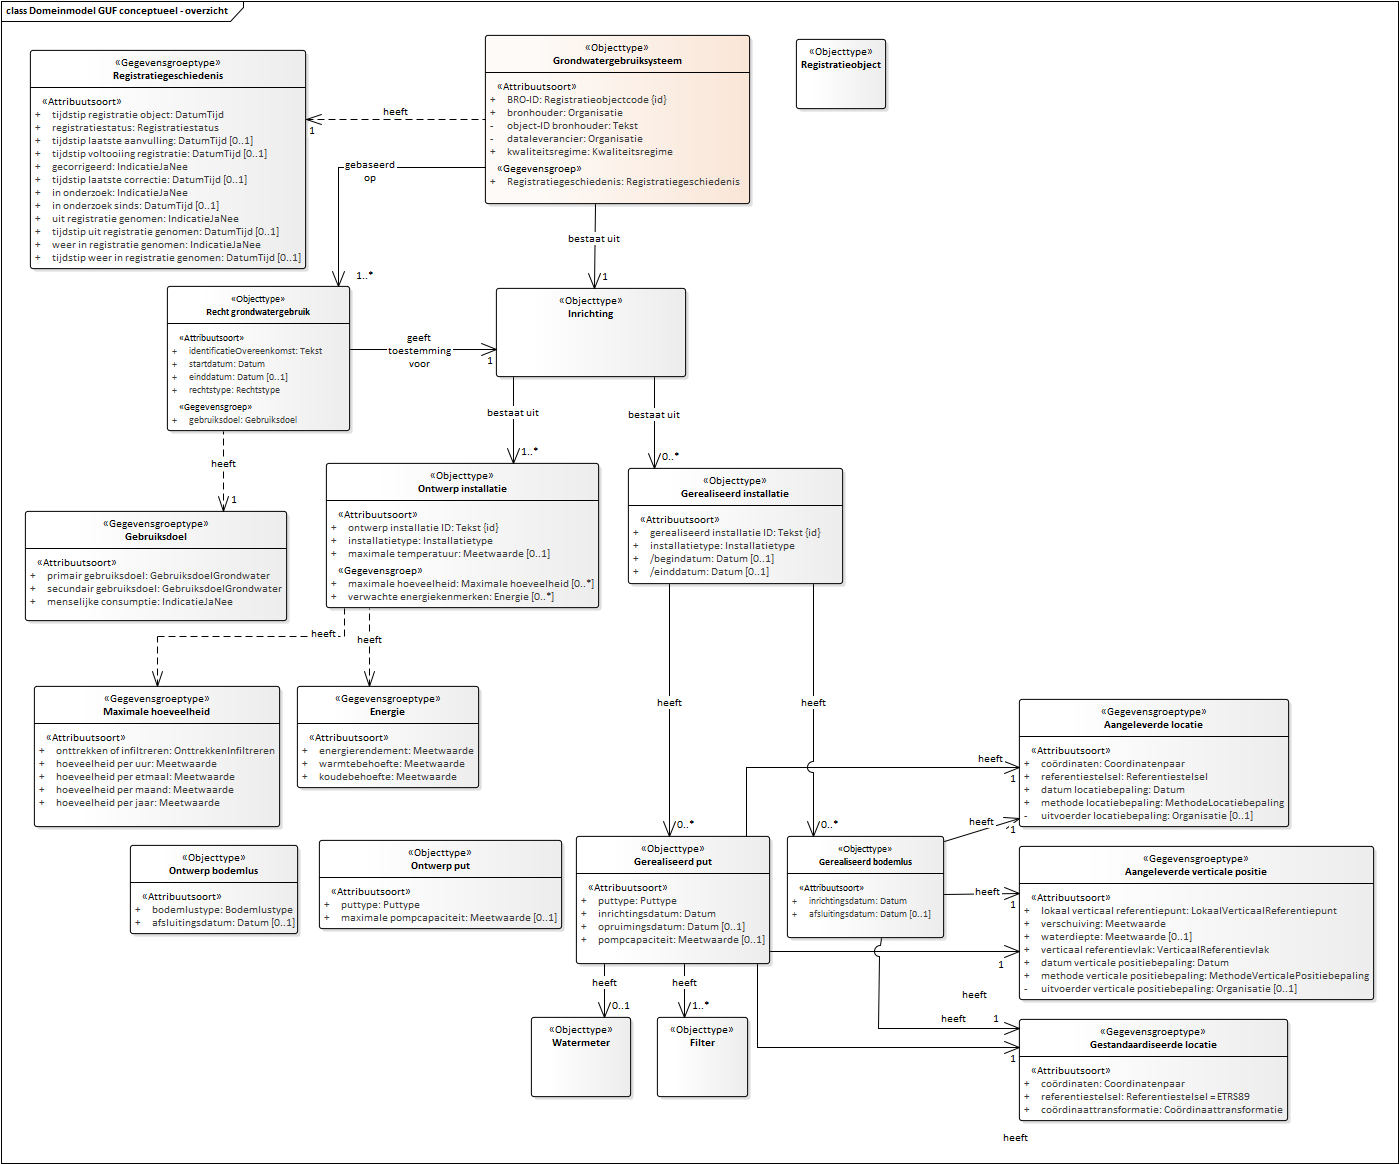 class Domeinmodel GUF conceptueel - overzicht
«Gegevensgroeptype»
Registratiegeschiedenis
«Attribuutsoort»
+ tijdstip registratie object: DatumTijd
+ registratiestatus: Registratiestatus
+ tijdstip laatste aanvulling: DatumTijd [0..1]
+ tijdstip voltooiing registratie: DatumTijd [0..1]
+ gecorrigeerd: IndicatieJaNee
+ tijdstip laatste correctie: DatumTijd [0..1]
+ in onderzoek: IndicatieJaNee
+ in onderzoek sinds: DatumTijd [0..1]
+ uit registratie genomen: IndicatieJaNee
+ tijdstip uit registratie genomen: DatumTijd [0..1]
+ weer in registratie genomen: IndicatieJaNee
+ tijdstip weer in registratie genomen: DatumTijd [0..1]
heeft
1
«Objecttype»
Grondwatergebruiksysteem
«Attribuutsoort»
+ BRO-ID: Registratieobjectcode {id}
+ bronhouder: Organisatie
- object-ID bronhouder: Tekst
- dataleverancier: Organisatie
+ kwaliteitsregime: Kwaliteitsregime
«Gegevensgroep»
+ Registratiegeschiedenis: Registratiegeschiedenis
«Objecttype»
Registratieobject
gebaseerd
op
1..*
bestaat uit
1
«Objecttype»
Recht grondwatergebruik
«Attribuutsoort»
+ identificatieOvereenkomst: Tekst
+ startdatum: Datum
+ einddatum: Datum [0..1]
+ rechtstype: Rechtstype
«Gegevensgroep»
+ gebruiksdoel: Gebruiksdoel
geeft
toestemming
voor
1
«Objecttype»
Inrichting
bestaat uit
1..*
bestaat uit
0..*
heeft
1
«Gegevensgroeptype»
Gebruiksdoel
«Attribuutsoort»
+ primair gebruiksdoel: GebruiksdoelGrondwater
+ secundair gebruiksdoel: GebruiksdoelGrondwater
+ menselijke consumptie: IndicatieJaNee
«Objecttype»
Ontwerp installatie
«Attribuutsoort»
+ ontwerp installatie ID: Tekst {id}
+ installatietype: Installatietype
+ maximale temperatuur: Meetwaarde [0..1]
«Gegevensgroep»
+ maximale hoeveelheid: Maximale hoeveelheid [0..*]
+ verwachte energiekenmerken: Energie [0..*]
«Objecttype»
Gerealiseerd installatie
«Attribuutsoort»
+ gerealiseerd installatie ID: Tekst {id}
+ installatietype: Installatietype
+ /begindatum: Datum [0..1]
+ /einddatum: Datum [0..1]
heeft
heeft
«Gegevensgroeptype»
Maximale hoeveelheid
«Attribuutsoort»
+ onttrekken of infiltreren: OnttrekkenInfiltreren
+ hoeveelheid per uur: Meetwaarde
+ hoeveelheid per etmaal: Meetwaarde
+ hoeveelheid per maand: Meetwaarde
+ hoeveelheid per jaar: Meetwaarde
«Gegevensgroeptype»
Energie
«Attribuutsoort»
+ energierendement: Meetwaarde
+ warmtebehoefte: Meetwaarde
+ koudebehoefte: Meetwaarde
heeft
0..*
heeft
0..*
«Gegevensgroeptype»
Aangeleverde locatie
«Attribuutsoort»
+ coördinaten: Coordinatenpaar
+ referentiestelsel: Referentiestelsel
+ datum locatiebepaling: Datum
+ methode locatiebepaling: MethodeLocatiebepaling
- uitvoerder locatiebepaling: Organisatie [0..1]
heeft
1
heeft
1
«Objecttype»
Ontwerp bodemlus
«Attribuutsoort»
+ bodemlustype: Bodemlustype
+ afsluitingsdatum: Datum [0..1]
«Objecttype»
Ontwerp put
«Attribuutsoort»
+ puttype: Puttype
+ maximale pompcapaciteit: Meetwaarde [0..1]
«Objecttype»
Gerealiseerd put
«Attribuutsoort»
+ puttype: Puttype
+ inrichtingsdatum: Datum
+ opruimingsdatum: Datum [0..1]
+ pompcapaciteit: Meetwaarde [0..1]
«Objecttype»
Gerealiseerd bodemlus
«Attribuutsoort»
+ inrichtingsdatum: Datum
+ afsluitingsdatum: Datum [0..1]
heeft
1
1
heeft
«Gegevensgroeptype»
Aangeleverde verticale positie
«Attribuutsoort»
+ lokaal verticaal referentiepunt: LokaalVerticaalReferentiepunt
+ verschuiving: Meetwaarde
+ waterdiepte: Meetwaarde [0..1]
+ verticaal referentievlak: VerticaalReferentievlak
+ datum verticale positiebepaling: Datum
+ methode verticale positiebepaling: MethodeVerticalePositiebepaling
- uitvoerder verticale positiebepaling: Organisatie [0..1]
heeft
0..1
heeft
1..*
«Objecttype»
Watermeter
«Objecttype»
Filter
heeft
1
1
«Gegevensgroeptype»
Gestandaardiseerde locatie
«Attribuutsoort»
+ coördinaten: Coordinatenpaar
+ referentiestelsel: Referentiestelsel = ETRS89
+ coördinaattransformatie: Coördinaattransformatie
heeft